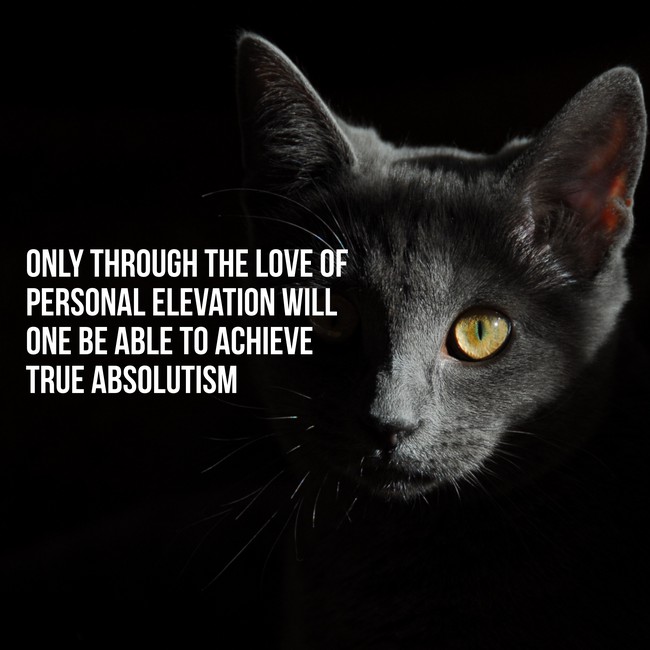 ONLY THROUGH THE LOVE OF
PERSONAL ELEVATION WILL
ONE BE ABLE TO ACHIEVE
TRUE ABSOLUTISM